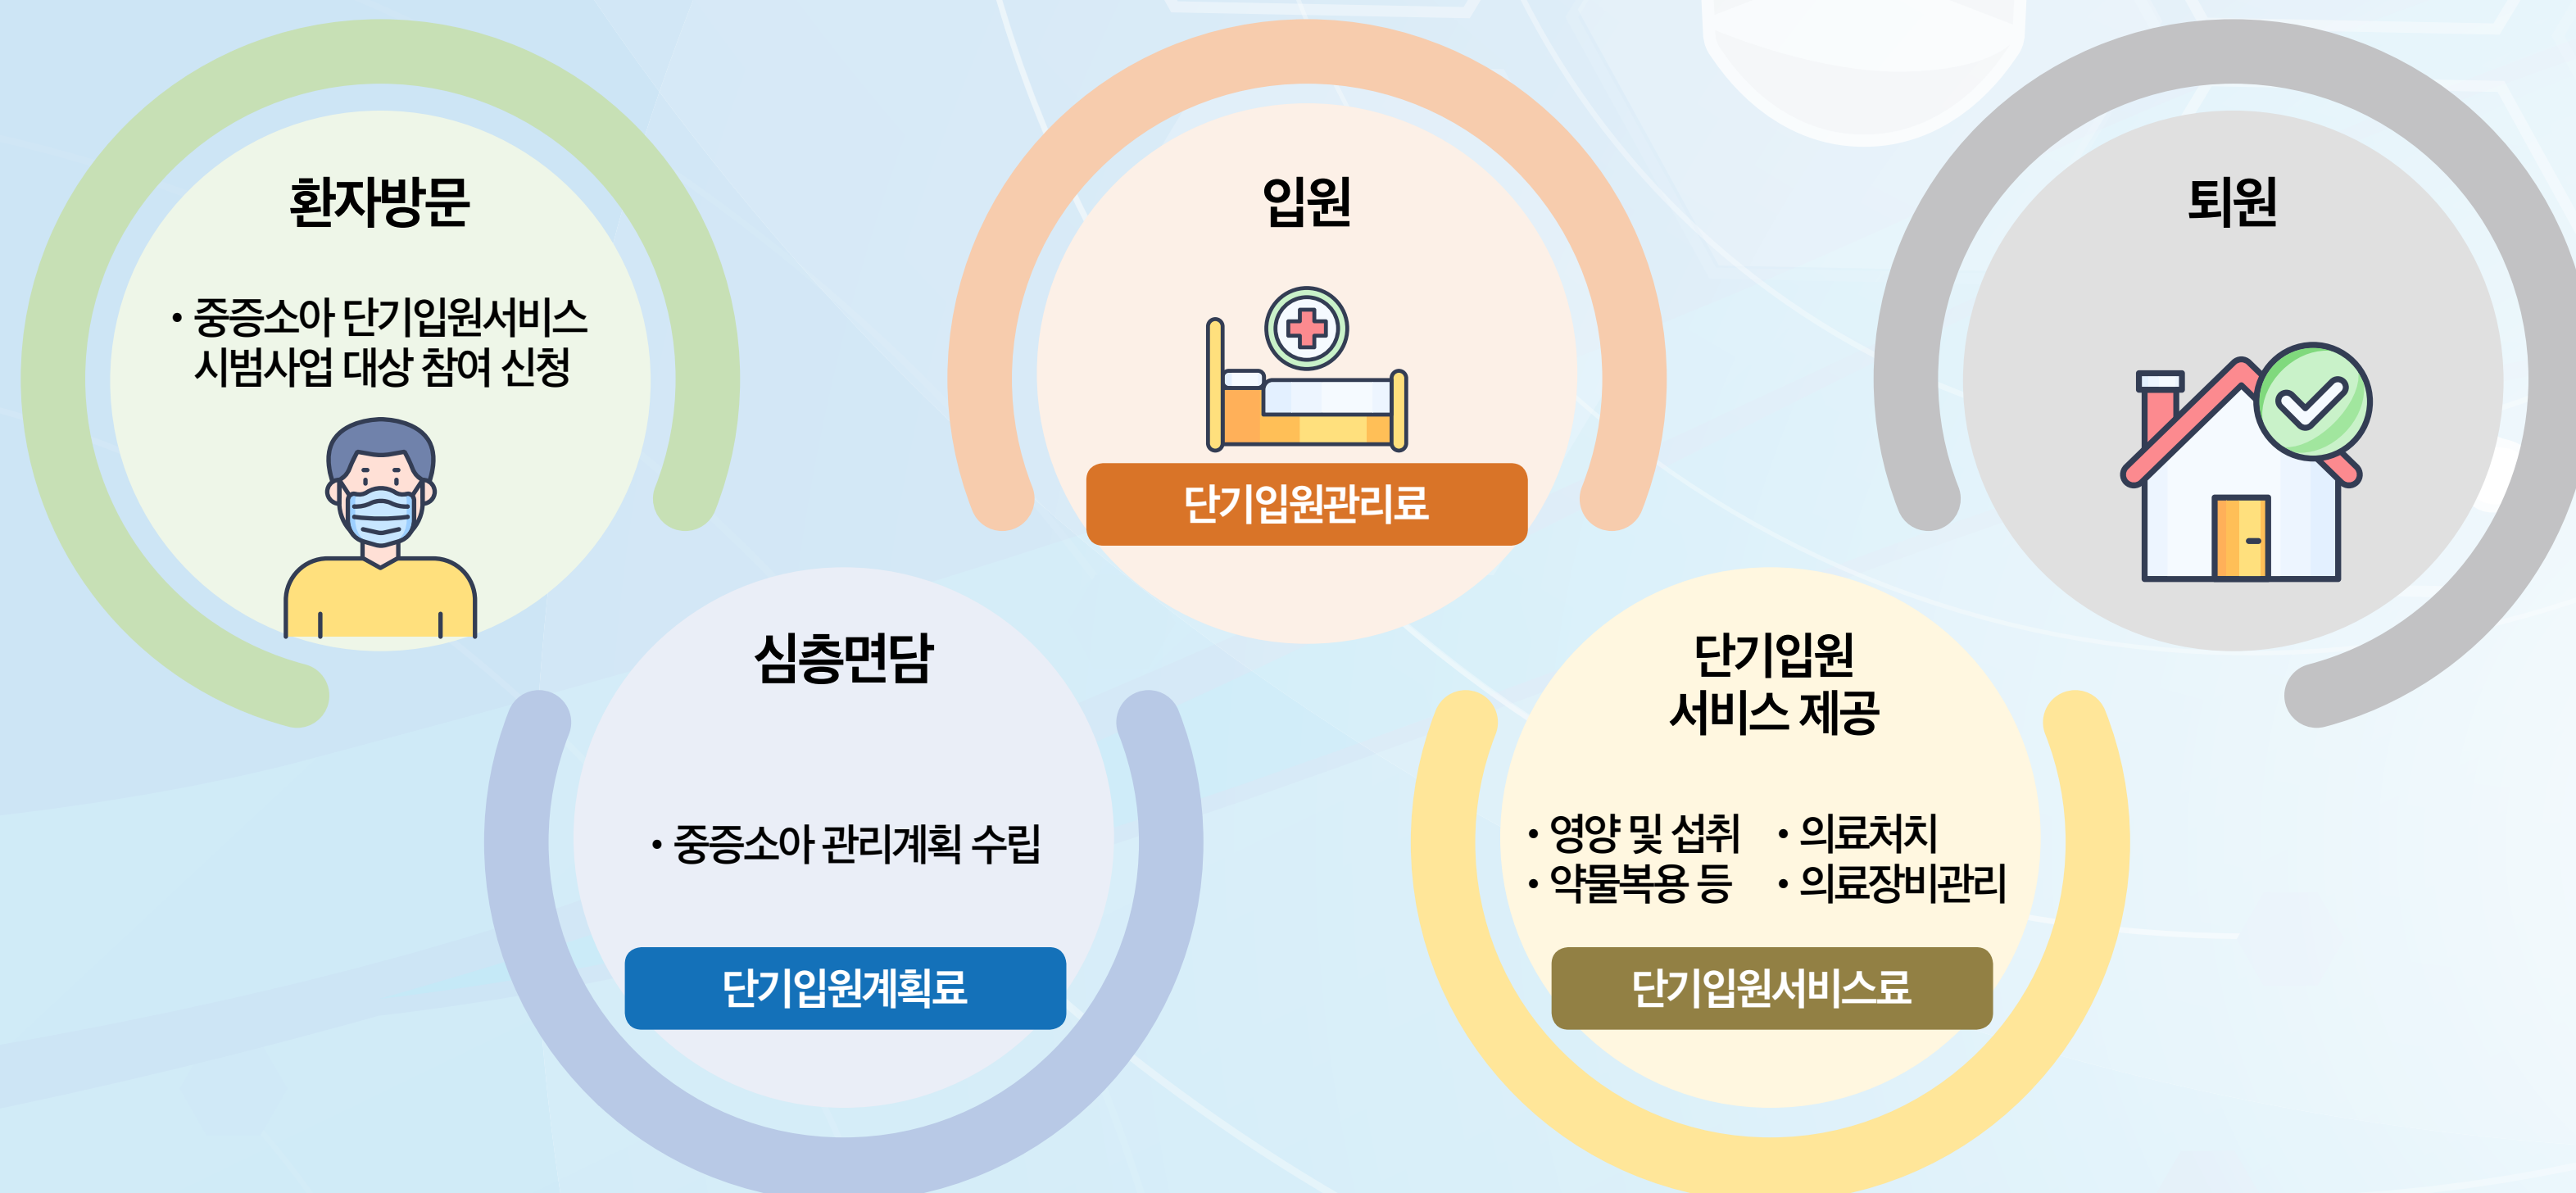 환자방문
• 중증소아 단기입원서비스
시범사업 대상 참여 신청
심층면담
• 중증소아 관리계획 수립
단기입원계획료
입원
단기입원관리료
단기입원
서비스 제공
• 영양 및 섭취 • 의료처치
• 약물복용 등 • 의료장비관리
단기입원서비스료
퇴원